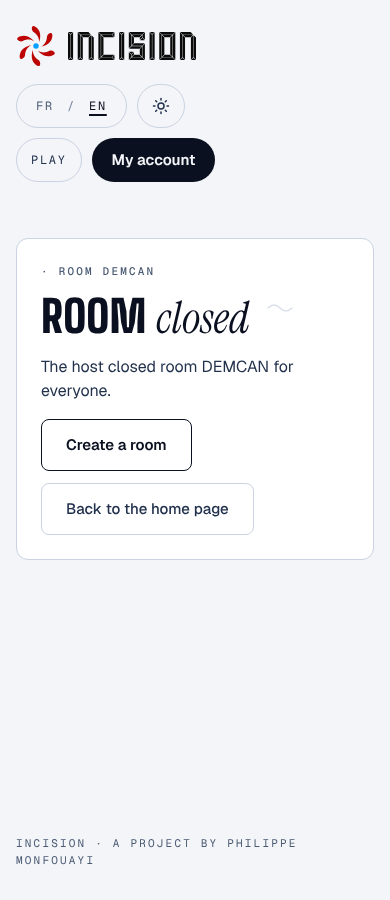 INCISION
FR / EN
PLAY
My account
· ROOM DEMCAN
ROOM closed
The host closed room DEMCAN for
everyone.
Create a room
Back to the home page
INCISION · A PROJECT BY PHILIPPE
MONFOUAYI